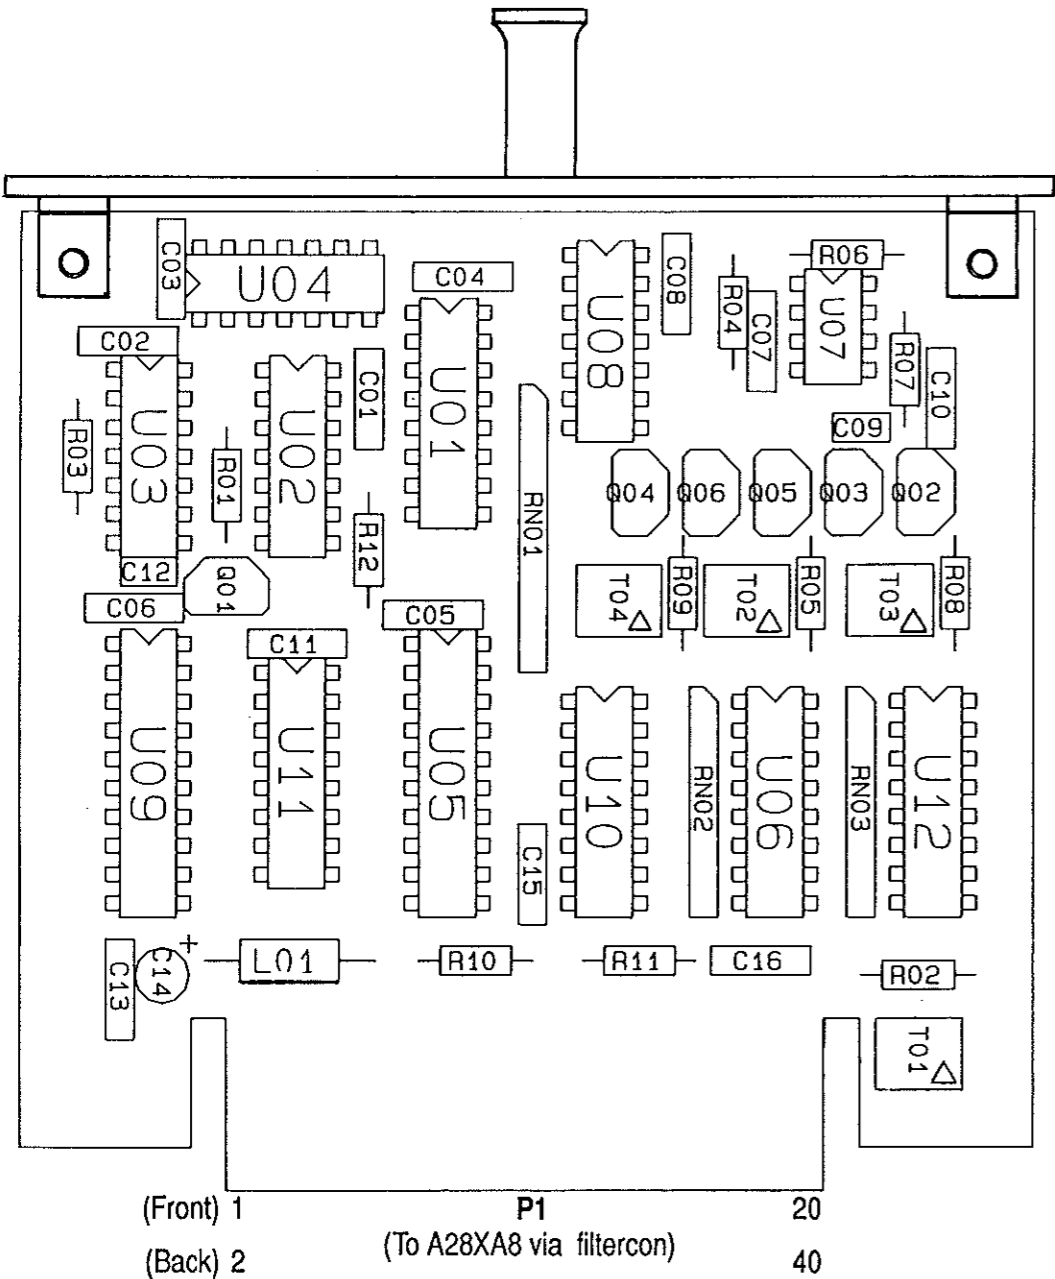 C03
U04
C04
U08
C08
R04
C07
R06
U07
R07
C10
C02
U03
R03
R01
U02
C01
U01
RN01
C09
Q04
Q06
Q05
Q03
Q02
C12
Q01
R12
C06
C05
T04
R09
T02
R05
T03
R08
C11
U09
U11
U05
U10
RN02
U06
RN03
U12
C15
C13
C14
+
L01
R10
R11
C16
R02
T01
(Front) 1 P1 20
(To A28XA8 via filtercon)
(Back) 2 40